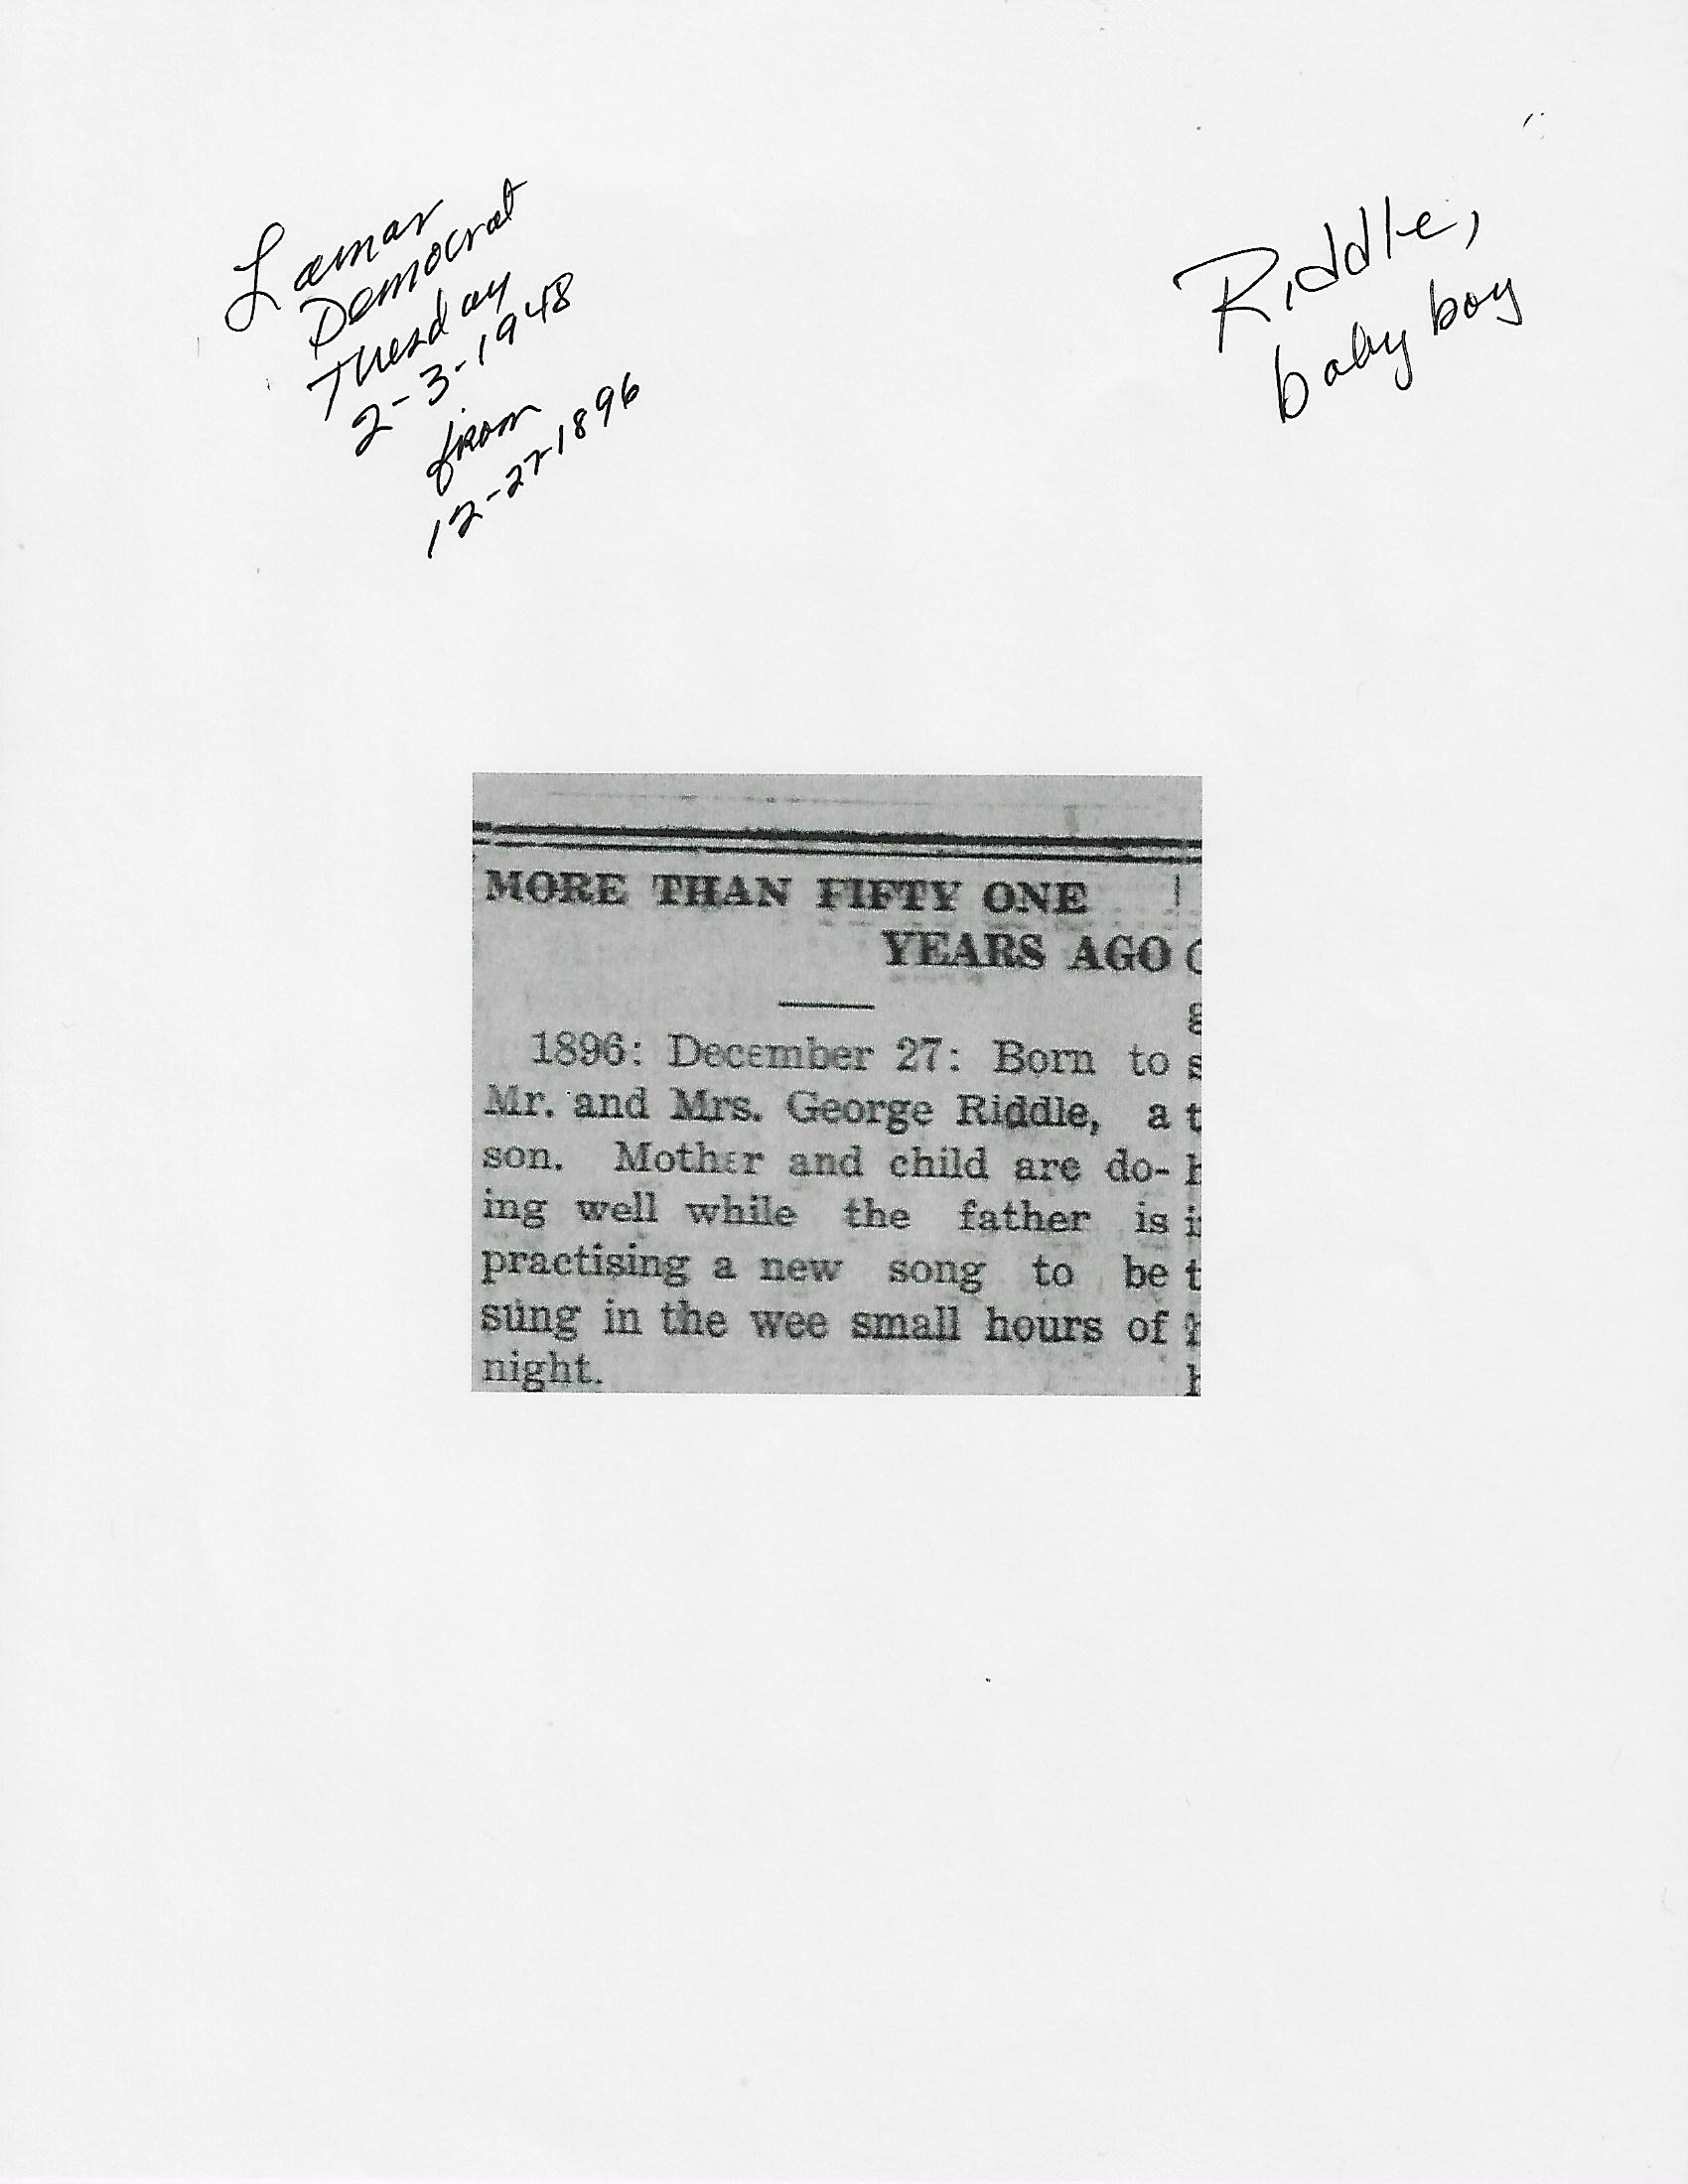 Lamar
Democrat
Tuesday
2-3-1948
from
12-27-1896
Riddle,
baby boy
MORE THAN FIFTY ONE
YEARS AGO
1896: December 27: Born to
Mr. and Mrs. George Riddle, a
son. Mother and child are do-
ing well while the father is
practising a new song to be
sung in the wee small hours of
night.